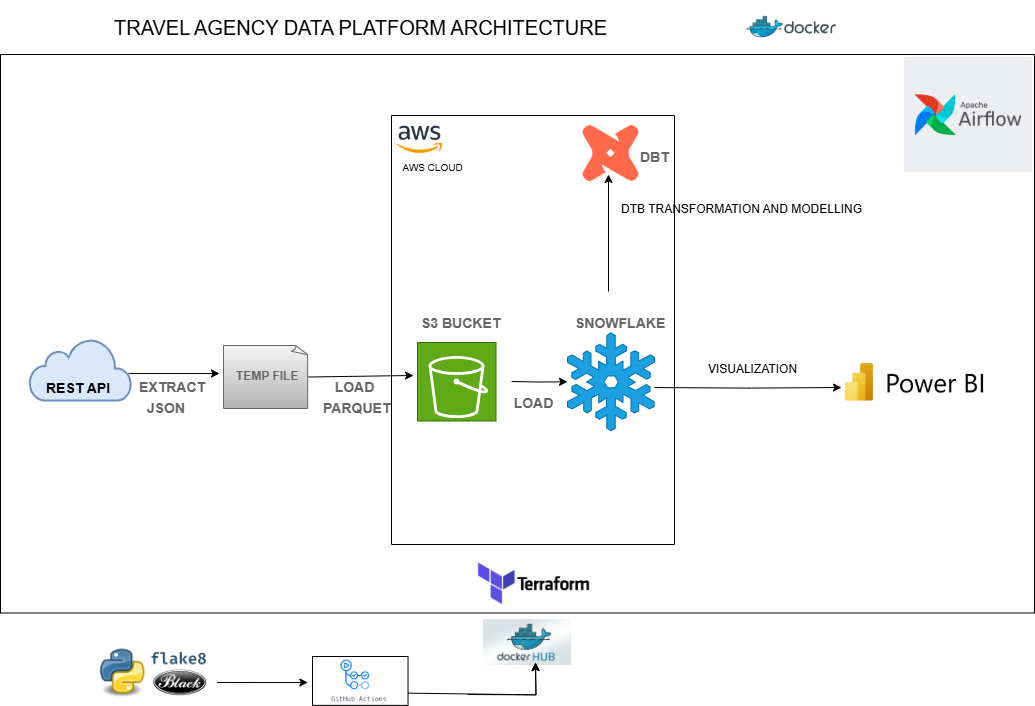 TRAVEL AGENCY DATA PLATFORM ARCHITECTURE
docker
Apache
Airflow
aws
AWS CLOUD
DBT
DTB TRANSFORMATION AND MODELLING
S3 BUCKET
SNOWFLAKE
REST API
EXTRACT
JSON
TEMP FILE
LOAD
PARQUET
LOAD
VISUALIZATION
Power BI
Terraform
docker HUB
flake8
Black
GitHub Actions